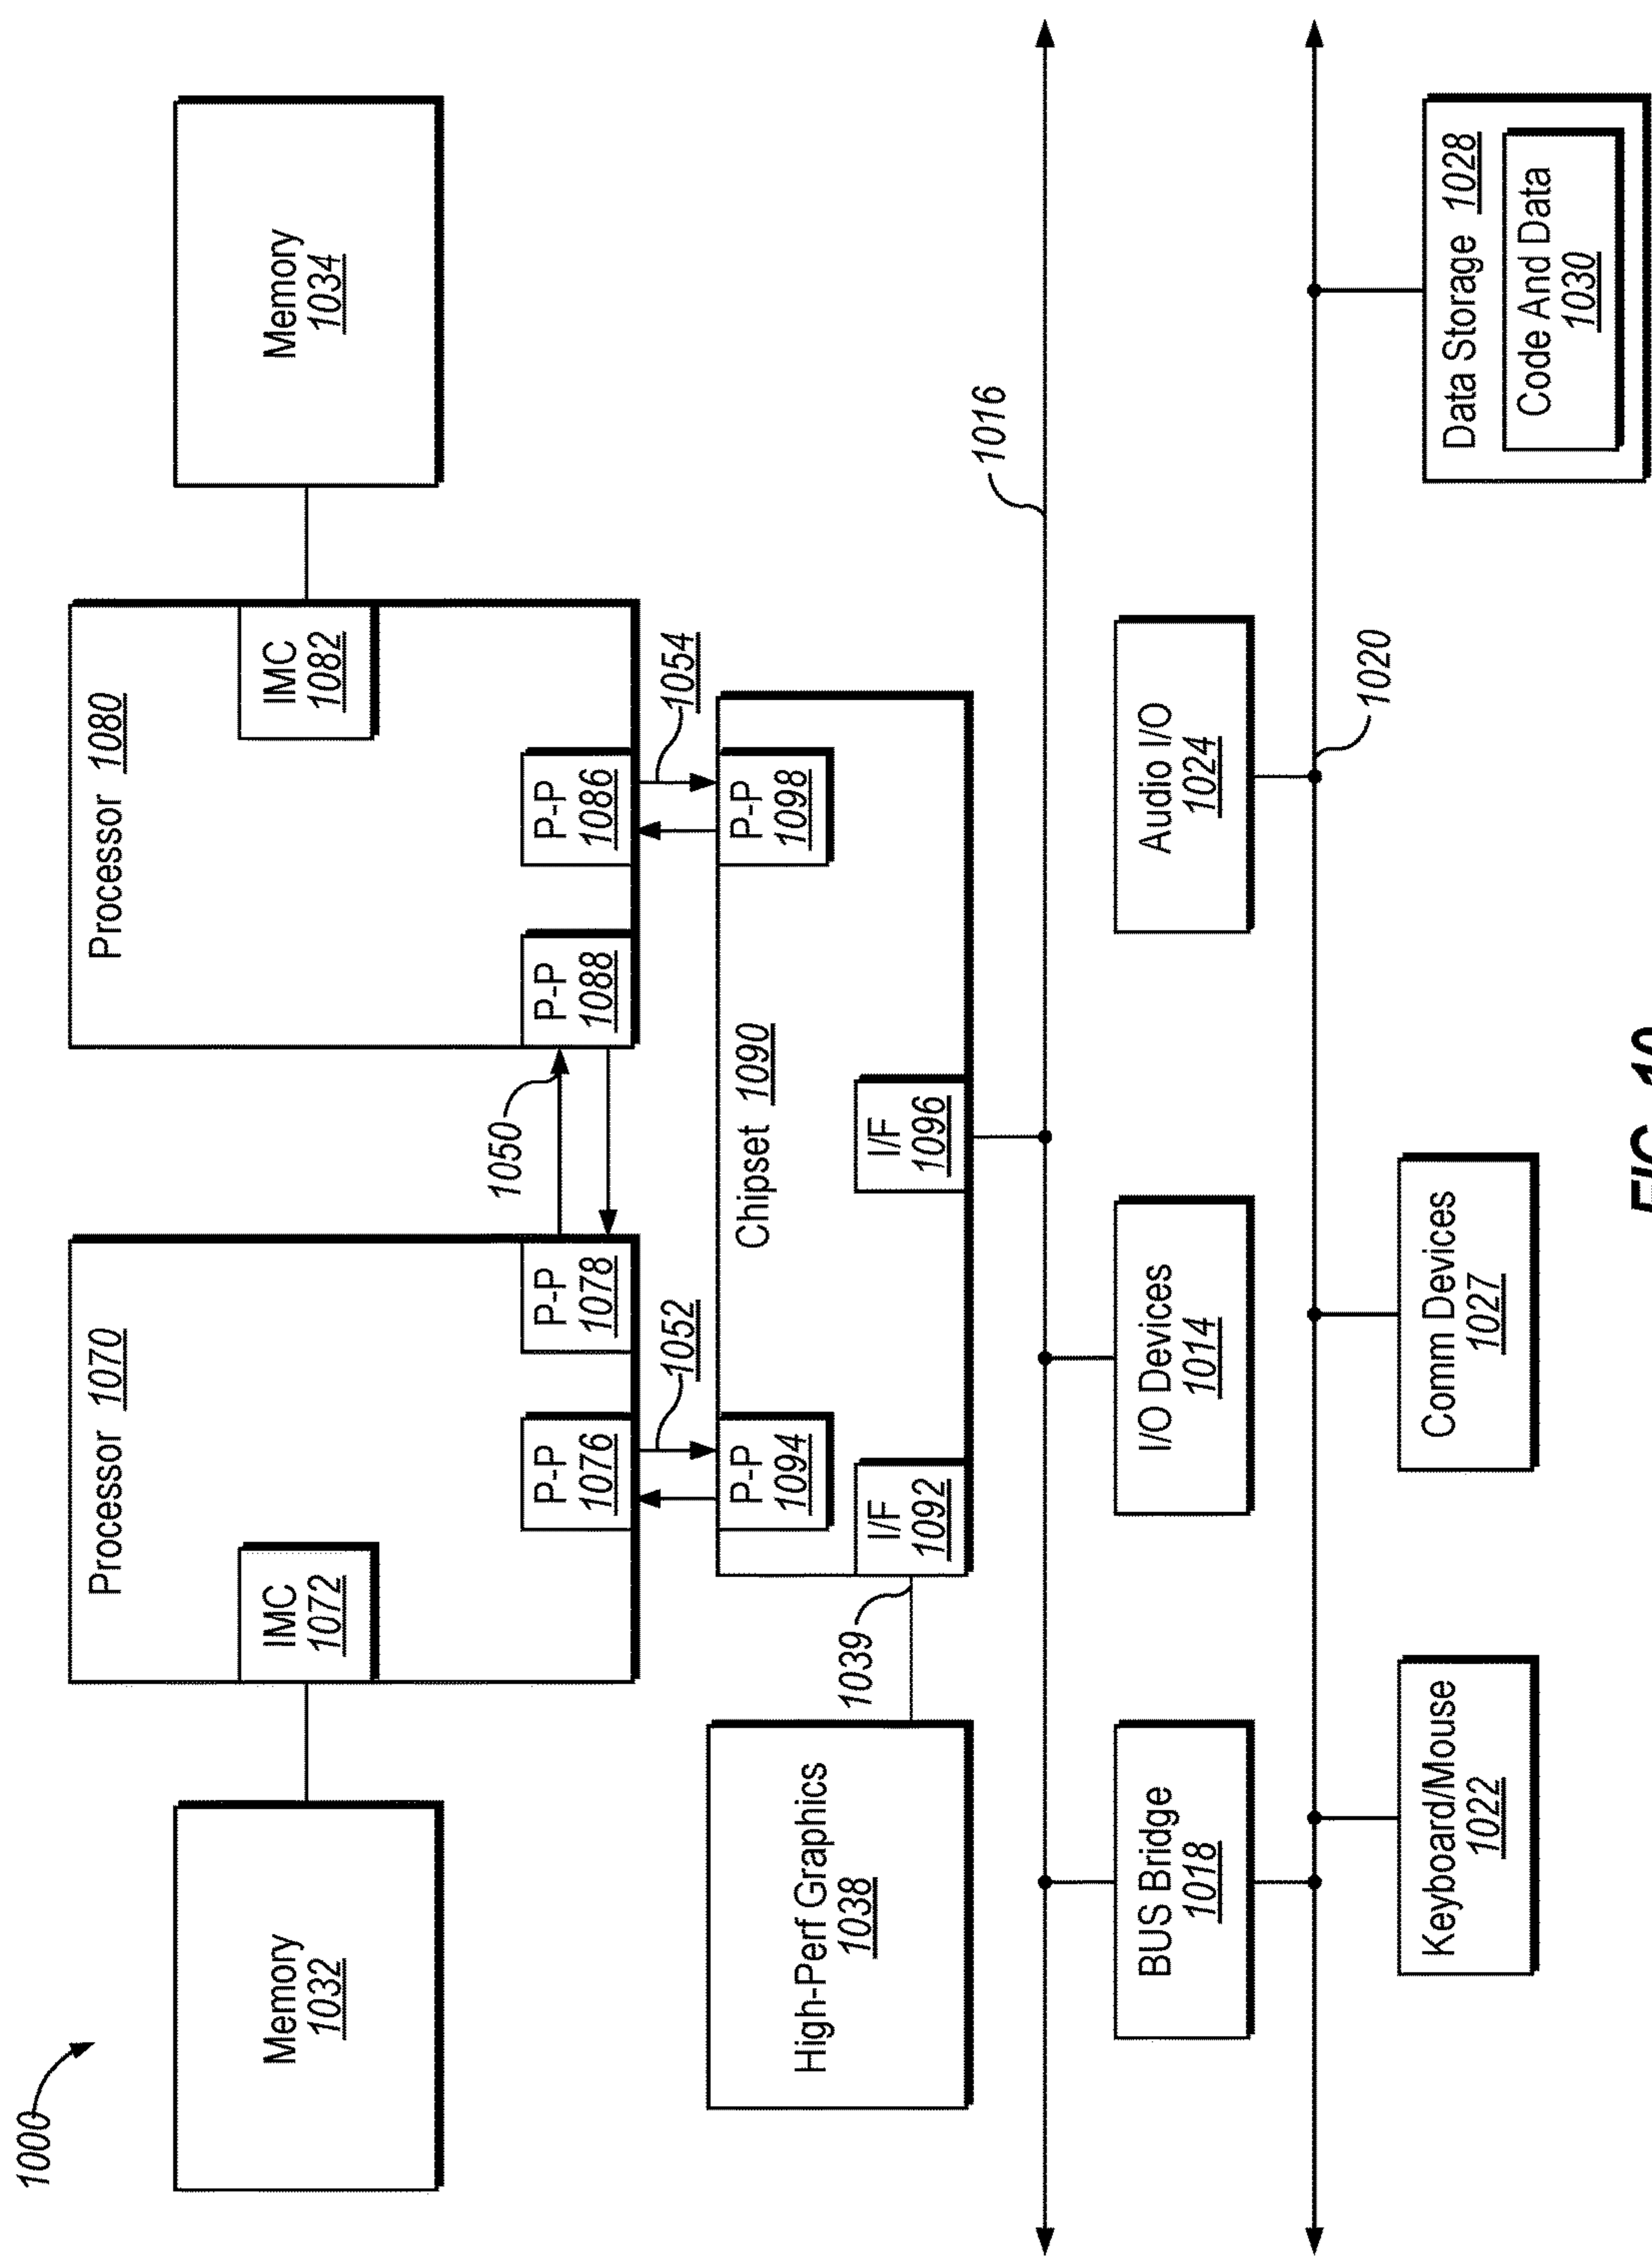 1000
Processor 1070
Processor 1080
Memory
1032
IMC
1072
IMC
1082
Memory
1034
1050
P-P
1076
P-P
1078
P-P
1088
P-P
1086
1052
1054
High-Perf Graphics
1038
1039
P-P
1094
Chipset 1090
P-P
1098
I/F
1092
I/F
1096
1016
BUS Bridge
1018
I/O Devices
1014
Audio I/O
1024
1020
Keyboard/Mouse
1022
Comm Devices
1027
Data Storage 1028
Code And Data
1030
FIG. 10